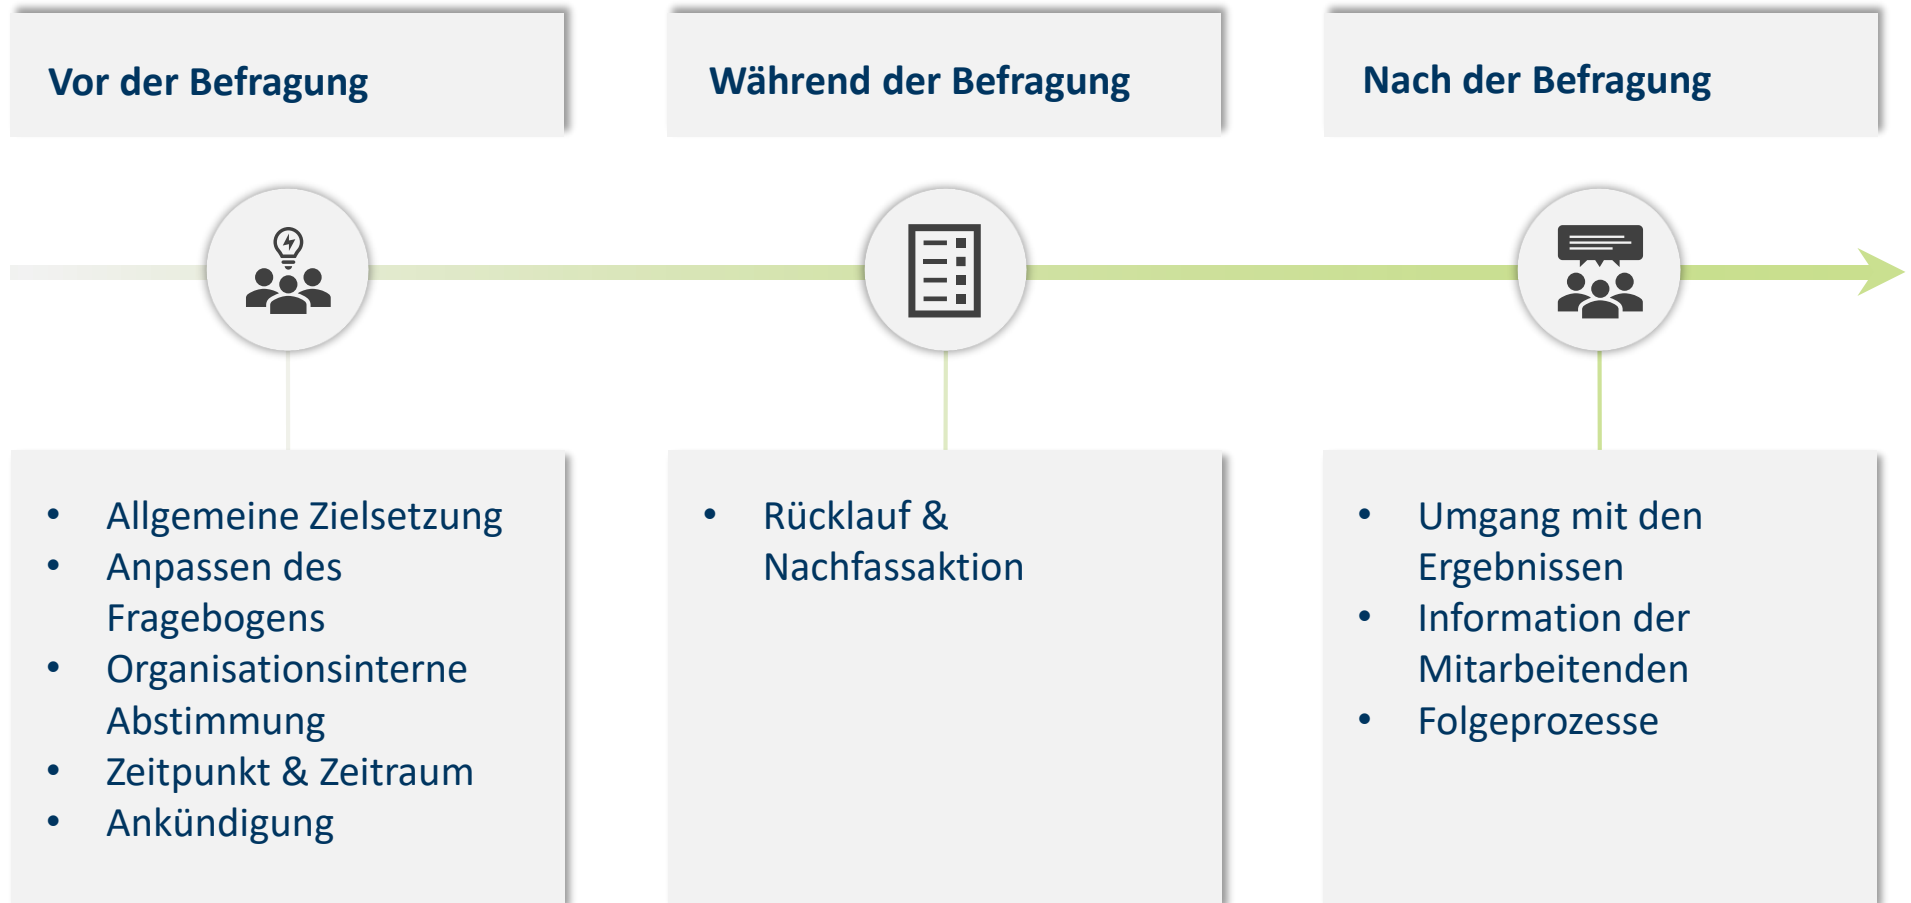 Vor der Befragung
Während der Befragung
Nach der Befragung
• Allgemeine Zielsetzung
• Anpassen des
Fragebogens
• Organisationsinterne
Abstimmung
• Zeitpunkt & Zeitraum
• Ankündigung
• Rücklauf &
Nachfassaktion
• Umgang mit den
Ergebnissen
• Information der
Mitarbeitenden
• Folgeprozesse